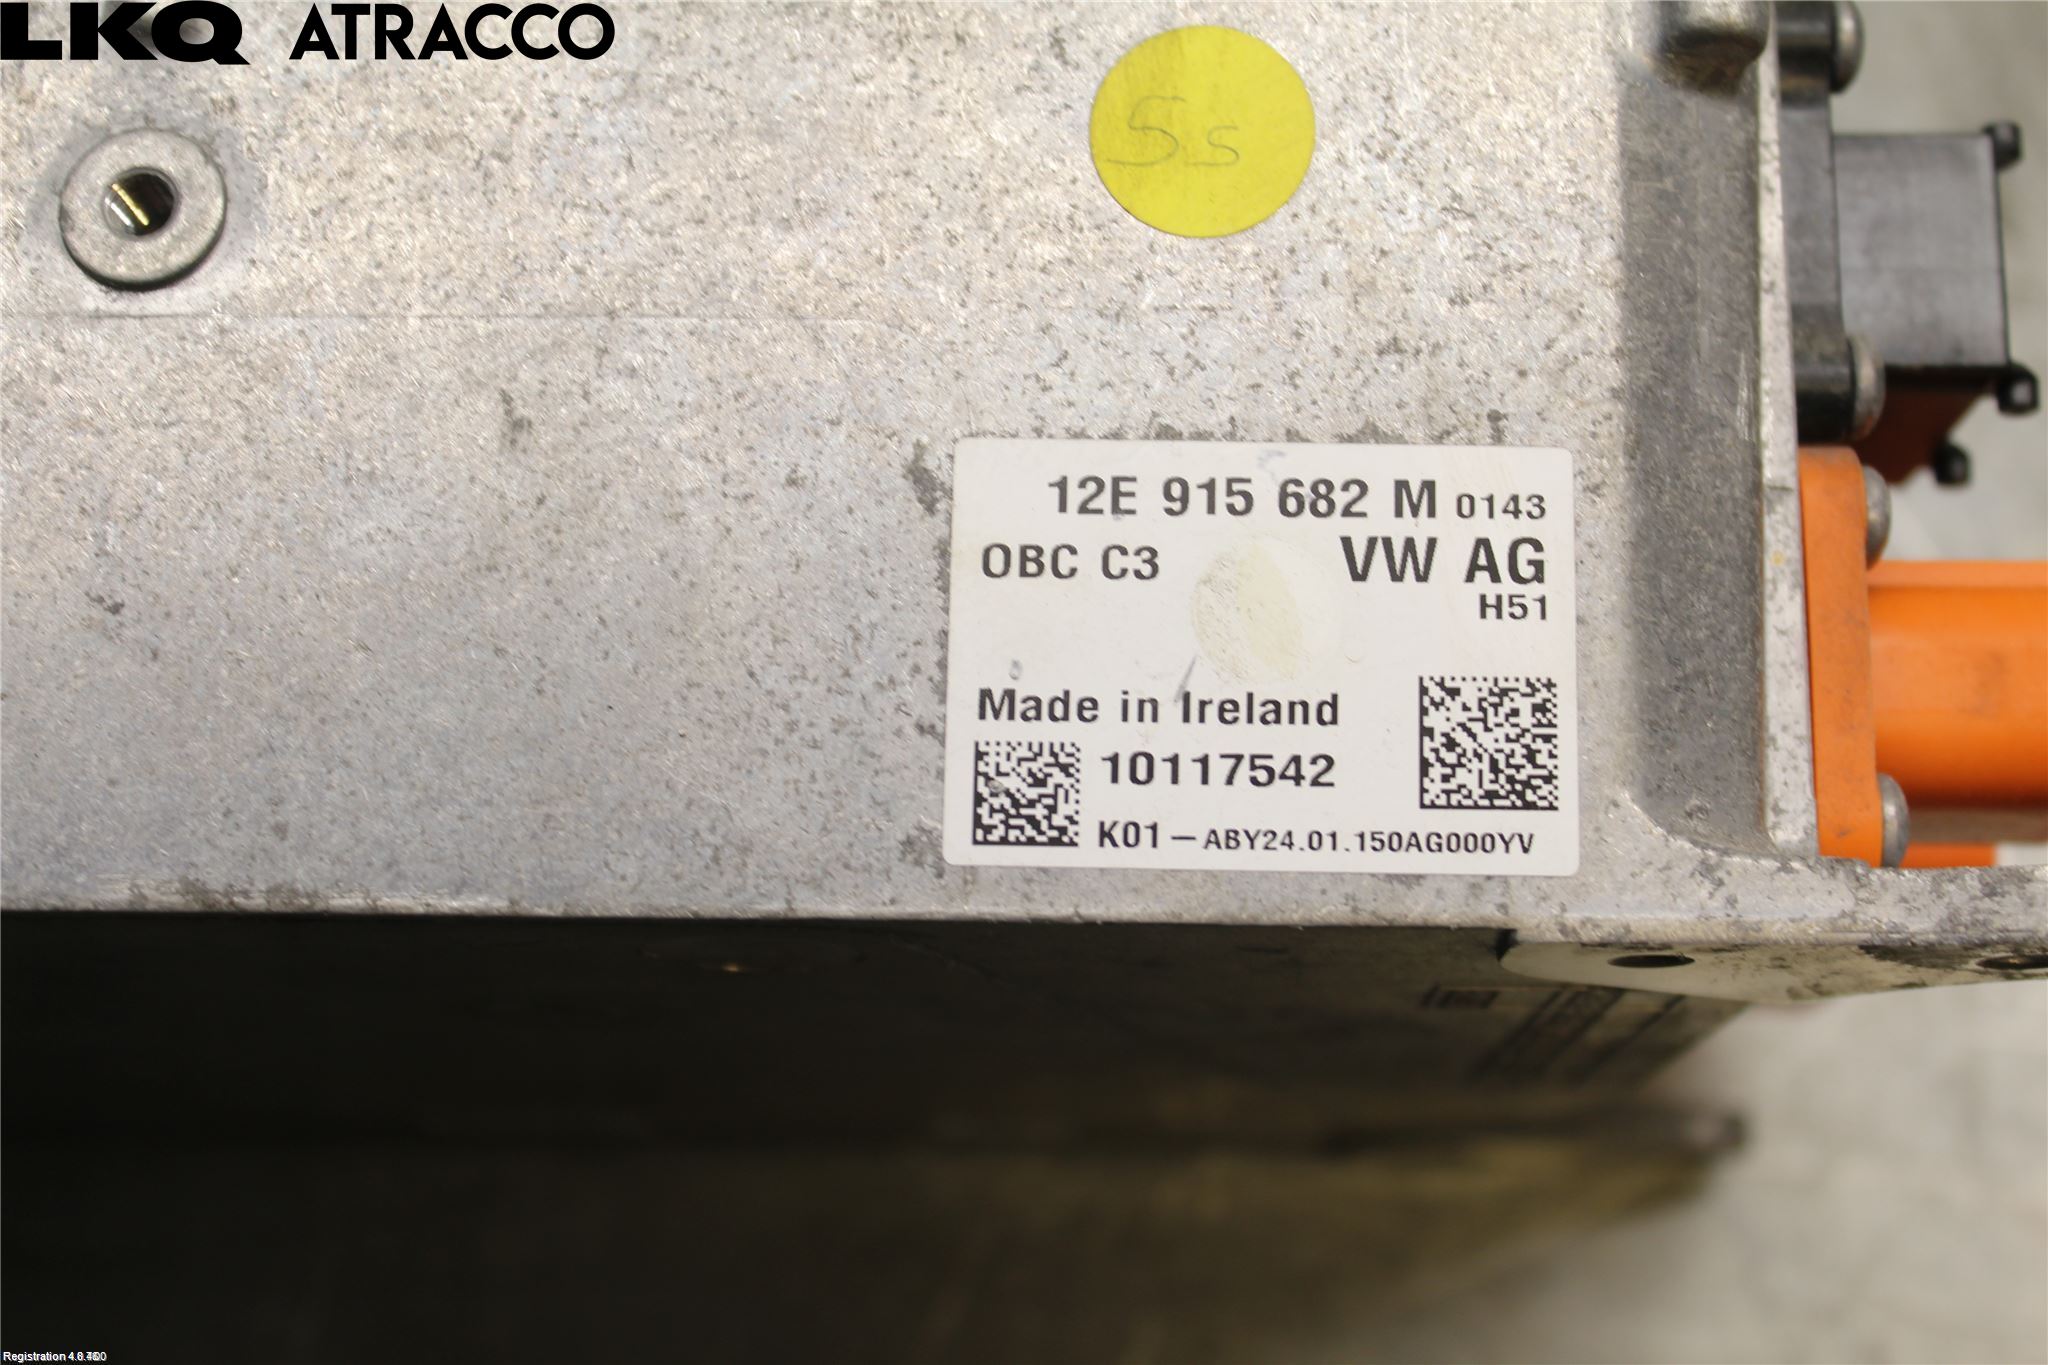 LKQ ATRACCO
5s
12E 915 682 M 0143
OBC C3 VW AG
H51
Made in Ireland
10117542
K01 – ABY24.01.150AG000YV